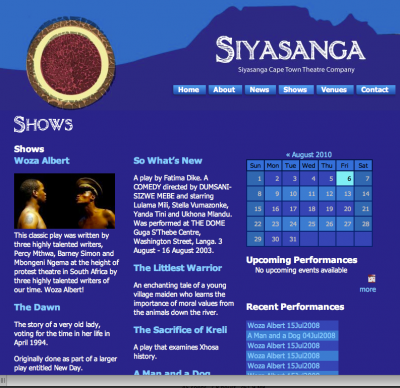 SIYASANGA
Siyasanga Cape Town Theatre Company
Home About News Shows Venues Contact
SHOWS
Shows
Woza Albert
This classic play was written by
three highly talented writers,
Percy Mthwa, Barney Simon and
Mbongeni Ngema at the height of
protest theatre in South Africa by
three highly talented writers
of our time. Woza Albert!
The Dawn
The story of a very old lady,
voting for the time in her life in
April 1994.
Originally done as part of a larger
play entitled New Day.
So What's New
A play by Fatima Dike. A
COMEDY directed by DUMSANI-
SIZWE MEBE and starring
Lulama Mili, Stella Vumazonke,
Yanda Tini and Ukhona Mlandu.
Was performed at THE DOME
Guga S'Thebe Centre,
Washington Street, Langa. 3
August - 16 August 2003.
The Littlest Warrior
An enchanting tale of a young
village maiden who learns the
importance of moral values from
the animals down the river.
The Sacrifice of Kreli
A play that examines Xhosa
history.
A Man and a Dog
« August 2010
Sun Mon Tue Wed Thu Fri Sat
1 2 3 4 5 6 7
8 9 10 11 12 13 14
15 16 17 18 19 20 21
22 23 24 25 26 27 28
29 30 31
Upcoming Performances
No upcoming events available
more
Recent Performances
Woza Albert 15Jul2008
A Man and a Dog 04Jul2008
Woza Albert 15Jul2008
Woza Albert 15Jul2008
Woza Albert 15Jul2008